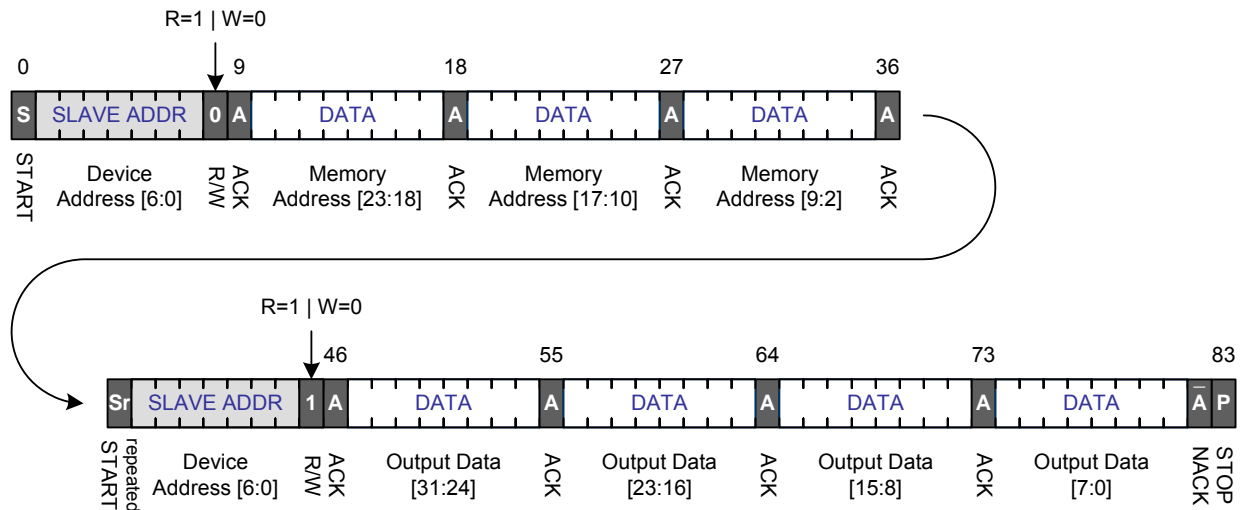 R=1 | W=0
0 9 18 27 36
S SLAVE ADDR 0 A DATA A DATA A DATA A
START Device Address [6:0] R/W ACK Memory Address [23:18] ACK Memory Address [17:10] ACK Memory Address [9:2] ACK
R=1 | W=0
46 55 64 73 83
Sr SLAVE ADDR 1 A DATA A DATA A DATA A DATA A̅ P
repeated START Device Address [6:0] R/W ACK Output Data [31:24] ACK Output Data [23:16] ACK Output Data [15:8] ACK Output Data [7:0] NACK STOP